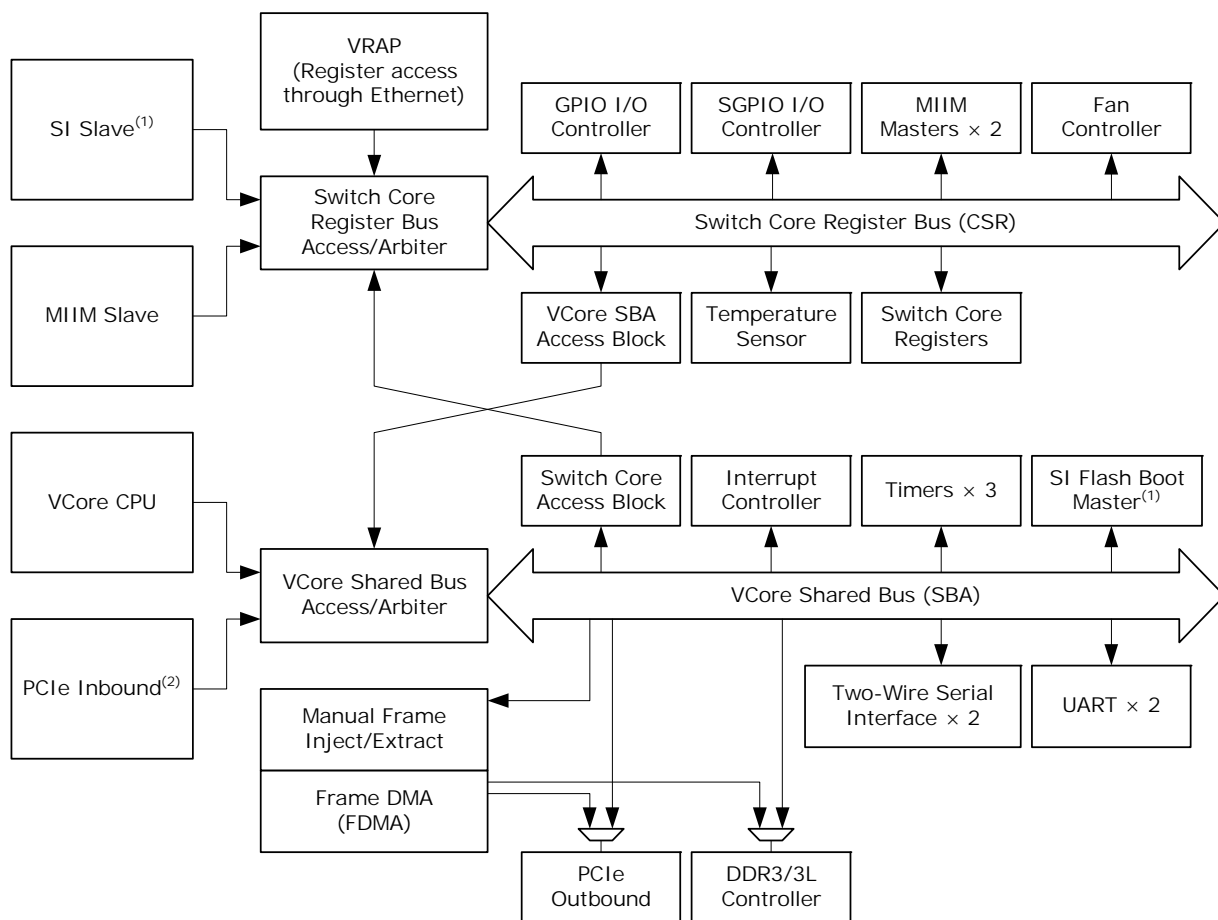 VRAP
(Register access
through Ethernet)
SI Slave(1)
GPIO I/O
Controller
SGPIO I/O
Controller
MIIM
Masters × 2
Fan
Controller
Switch Core
Register Bus
Access/Arbiter
Switch Core Register Bus (CSR)
MIIM Slave
VCore SBA
Access Block
Temperature
Sensor
Switch Core
Registers
VCore CPU
Switch Core
Access Block
Interrupt
Controller
Timers × 3
SI Flash Boot
Master(1)
VCore Shared Bus
Access/Arbiter
VCore Shared Bus (SBA)
PCIe Inbound(2)
Manual Frame
Inject/Extract
Two-Wire Serial
Interface × 2
UART × 2
Frame DMA
(FDMA)
PCIe
Outbound
DDR3/3L
Controller